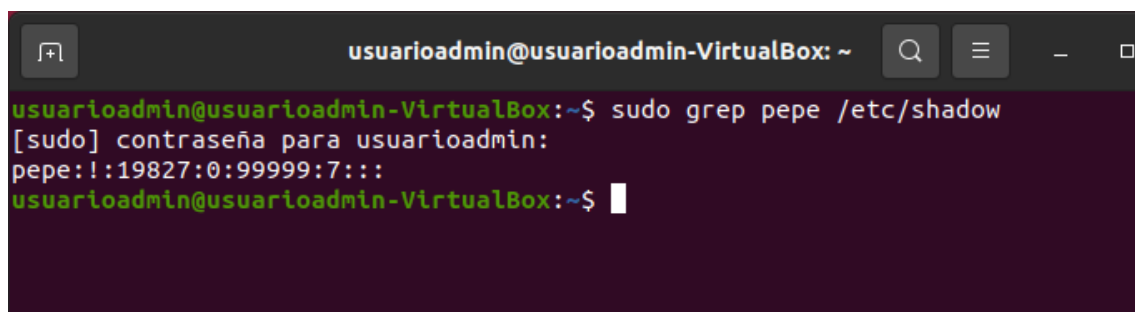 usuarioadmin@usuarioadmin-VirtualBox: ~
usuarioadmin@usuarioadmin-VirtualBox:~$ sudo grep pepe /etc/shadow
[sudo] contraseña para usuarioadmin:
pepe:!:19827:0:99999:7:::
usuarioadmin@usuarioadmin-VirtualBox:~$